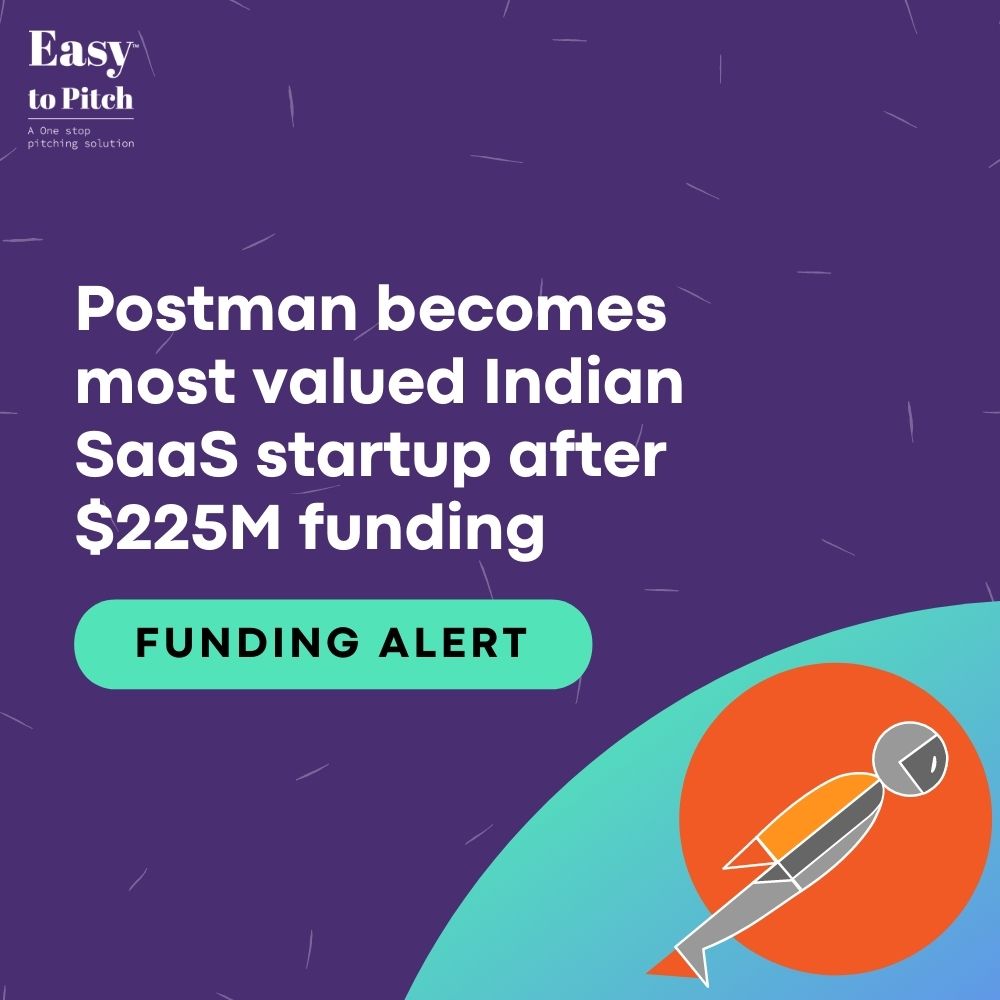 Easy™
to Pitch
A One stop
pitching solution
Postman becomes
most valued Indian
SaaS startup after
$225M funding
FUNDING ALERT